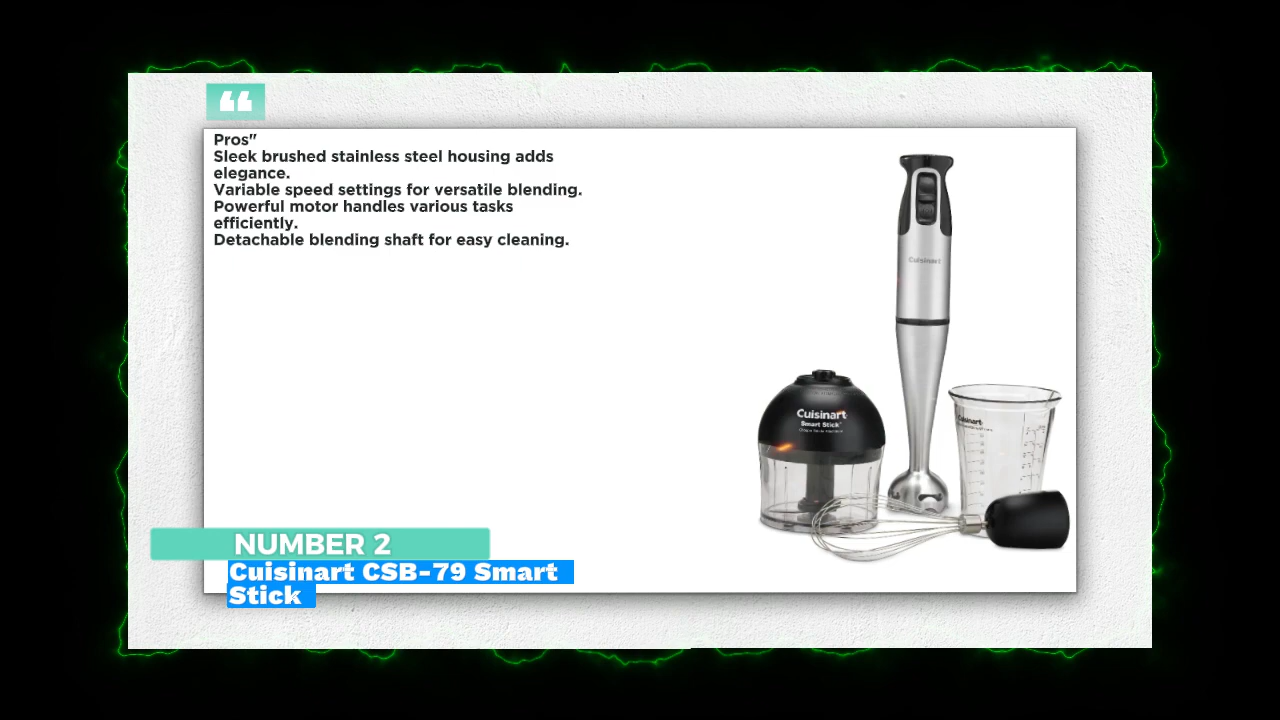 “
Pros"
Sleek brushed stainless steel housing adds
elegance.
Variable speed settings for versatile blending.
Powerful motor handles various tasks
efficiently.
Detachable blending shaft for easy cleaning.
Cuisinart
Cuisinart
Smart Stick
Cuisinart
NUMBER 2
Cuisinart CSB-79 Smart
Stick